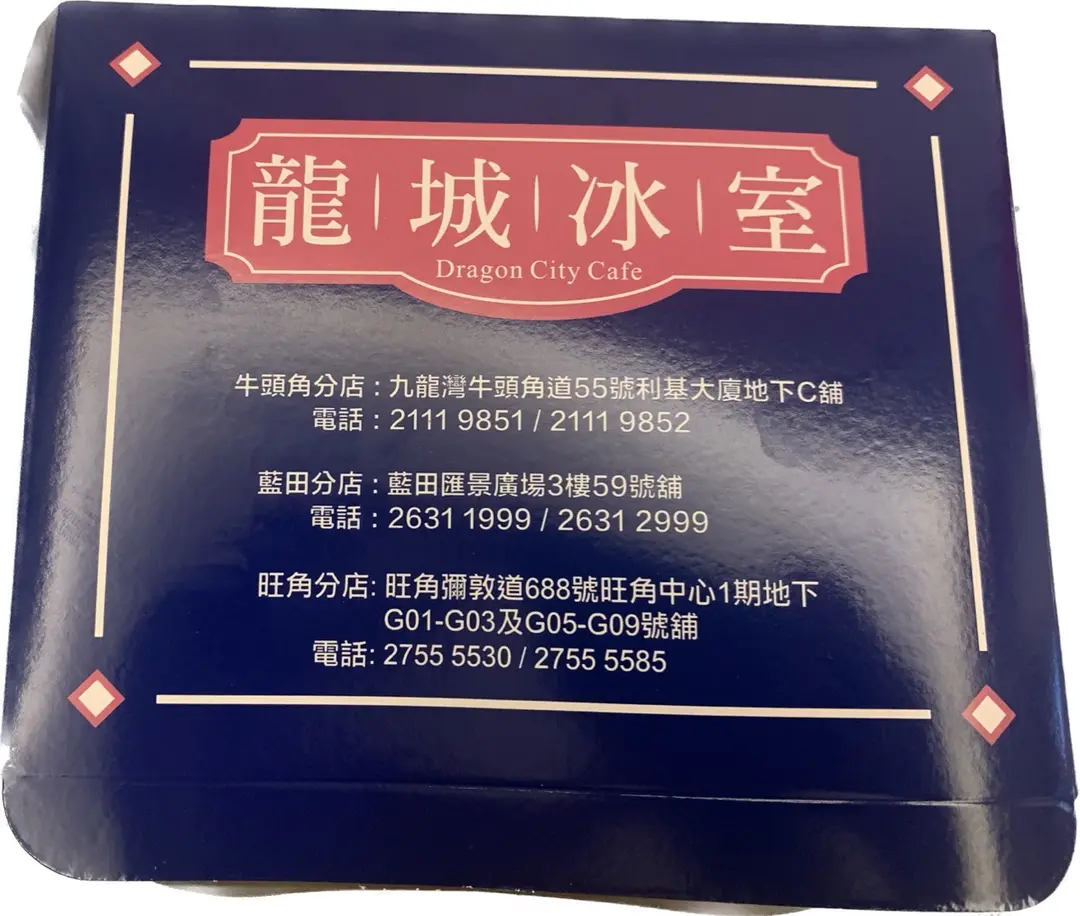 龍城冰室
Dragon City Cafe
牛頭角分店：九龍灣牛頭角道55號利基大廈地下C舖
電話：2111 9851 / 2111 9852
藍田分店：藍田匯景廣場3樓59號舖
電話：2631 1999 / 2631 2999
旺角分店: 旺角彌敦道688號旺角中心1期地下
G01-G03及G05-G09號舖
電話: 2755 5530 / 2755 5585